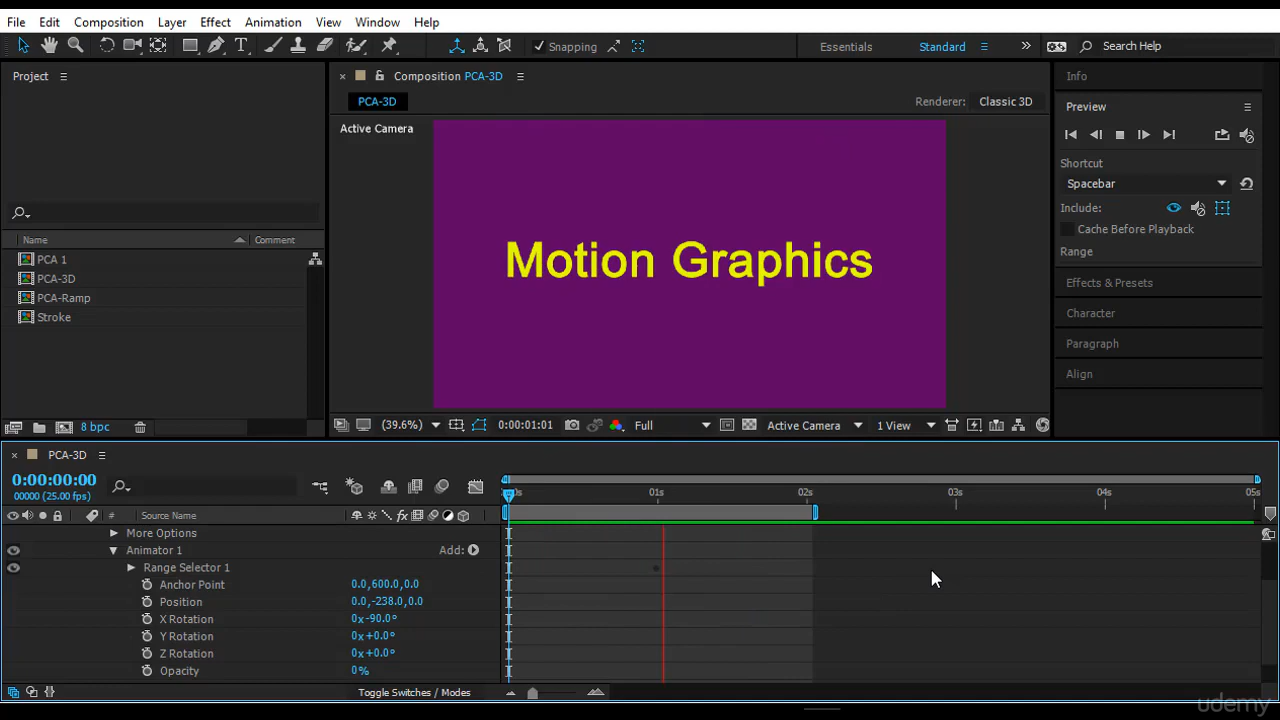 File Edit Composition Layer Effect Animation View Window Help
Snapping Essentials Standard Search Help
Project
Composition PCA-3D
Info
PCA-3D
Renderer: Classic 3D
Preview
Active Camera
Shortcut
Spacebar
Include:
Cache Before Playback
Range
Name Comment
PCA 1
PCA-3D
PCA-Ramp
Stroke
Motion Graphics
Effects & Presets
Character
Paragraph
Align
8 bpc
(39.6%) 0:00:01:01 Full Active Camera 1 View
PCA-3D
0:00:00:00
00000 (25.00 fps)
01s 02s 03s 04s 05s
# Source Name
More Options
Animator 1 Add:
Range Selector 1
Anchor Point 0.0,600.0,0.0
Position 0.0,-238.0,0.0
X Rotation 0x-90.0°
Y Rotation 0x+0.0°
Z Rotation 0x+0.0°
Opacity 0%
Toggle Switches / Modes
udemy